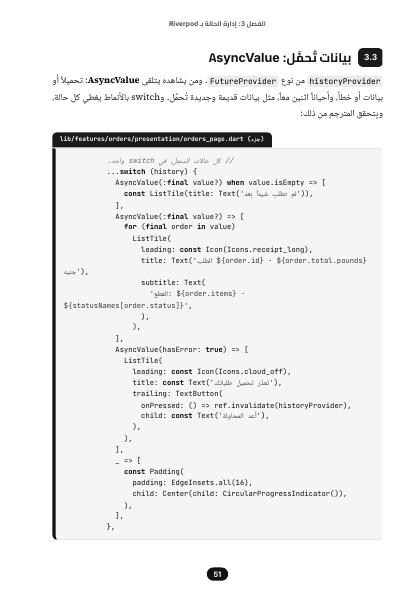 الفصل 3: إدارة الحالة بـ Riverpod
3.3 بيانات تُحمَّل: AsyncValue
historyProvider من نوع FutureProvider. ومن يشاهده يتلقى AsyncValue: تحميلاً أو
بيانات أو خطأ، وأحياناً اثنين معاً، مثل بيانات قديمة وجديدة تُحمَّل. وswitch بالأنماط يغطي كل حالة،
ويتحقق المترجم من ذلك:
lib/features/orders/presentation/orders_page.dart (جزء)
// كل حالات السجل، في switch واحد.
...switch (history) {
AsyncValue(:final value?) when value.isEmpty => [
const ListTile(title: Text('لم تطلب شيئاً بعد')),
],
AsyncValue(:final value?) => [
for (final order in value)
ListTile(
leading: const Icon(Icons.receipt_long),
title: Text('الطلب ${order.id} - ${order.total.pounds}
جنيه'),
subtitle: Text(
'القطع: ${order.items} -
${statusNames[order.status]}',
),
),
],
AsyncValue(hasError: true) => [
ListTile(
leading: const Icon(Icons.cloud_off),
title: const Text('تعذّر تحميل طلباتك'),
trailing: TextButton(
onPressed: () => ref.invalidate(historyProvider),
child: const Text('أعد المحاولة'),
),
),
],
_ => [
const Padding(
padding: EdgeInsets.all(16),
child: Center(child: CircularProgressIndicator()),
),
],
},
51